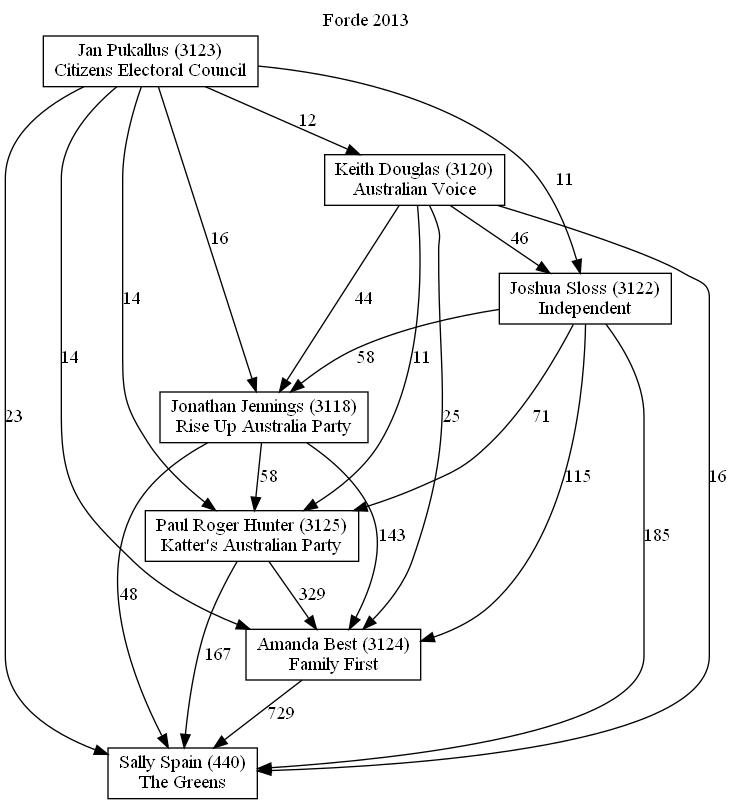 Forde 2013
Jan Pukallus (3123)
Citizens Electoral Council
12
Keith Douglas (3120)
Australian Voice
11
16
46
Joshua Sloss (3122)
Independent
14
44
58
11
14
23
Jonathan Jennings (3118)
Rise Up Australia Party
25
71
115
16
58
Paul Roger Hunter (3125)
Katter's Australian Party
143
185
48
329
167
Amanda Best (3124)
Family First
729
Sally Spain (440)
The Greens